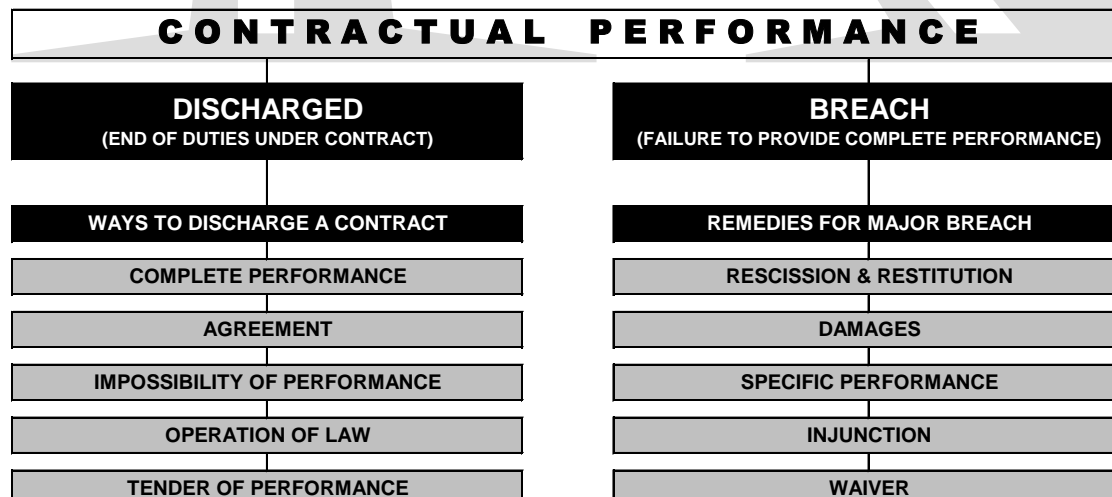 CONTRACTUAL PERFORMANCE
DISCHARGED
(END OF DUTIES UNDER CONTRACT)
WAYS TO DISCHARGE A CONTRACT
COMPLETE PERFORMANCE
AGREEMENT
IMPOSSIBILITY OF PERFORMANCE
OPERATION OF LAW
TENDER OF PERFORMANCE
BREACH
(FAILURE TO PROVIDE COMPLETE PERFORMANCE)
REMEDIES FOR MAJOR BREACH
RESCISSION & RESTITUTION
DAMAGES
SPECIFIC PERFORMANCE
INJUNCTION
WAIVER